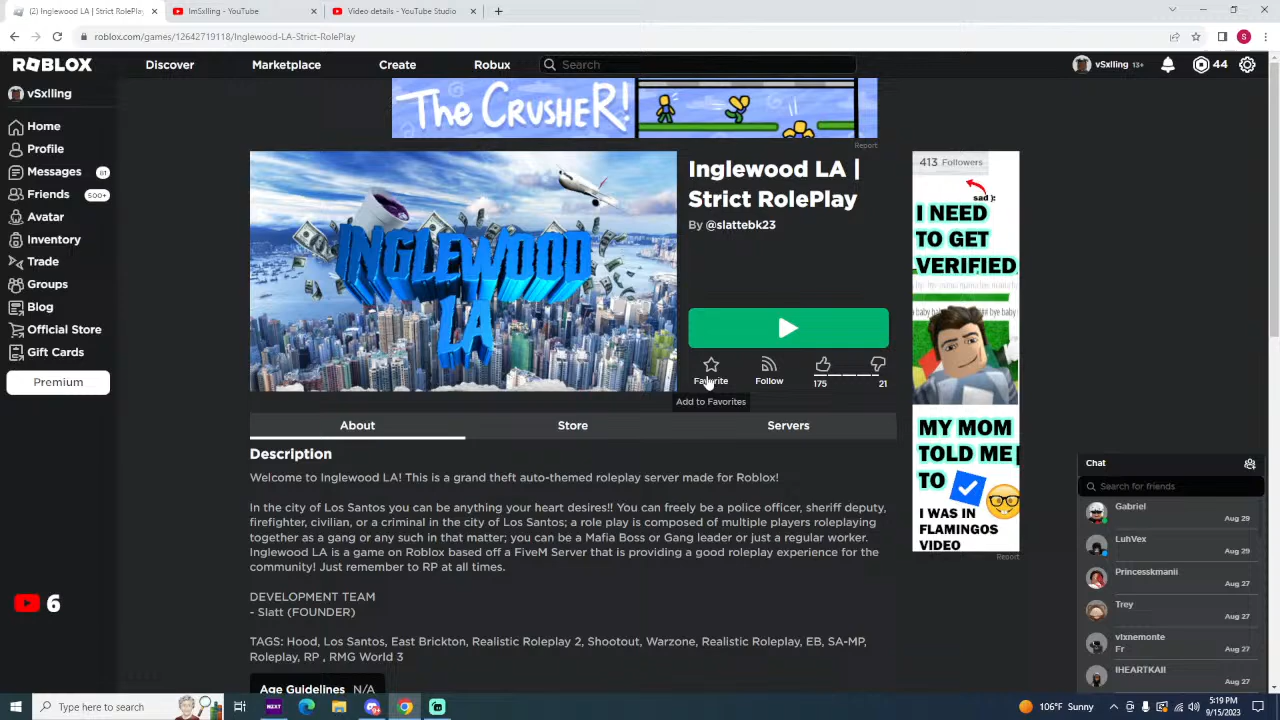 (2) Inglewood LA | Strict RolePlay
ImSxlling - YouTube
Video details - YouTube Studio
roblox.com/games/12642719118/Inglewood-LA-Strict-RolePlay
ROBLOX
Discover
Marketplace
Create
Robux
Search
vSxlling 13+
44
vSxlling
Home
Profile
Messages 81
Friends 500+
Avatar
Inventory
Trade
Groups
Blog
Official Store
Gift Cards
Premium
6
THE CRUSHER!
Report
INGLEWOOD
LA
Inglewood LA |
Strict RolePlay
By @slattebk23
Favorite
Follow
175
21
Add to Favorites
About
Store
Servers
Description
Welcome to Inglewood LA! This is a grand theft auto-themed roleplay server made for Roblox!
In the city of Los Santos you can be anything your heart desires!! You can freely be a police officer, sheriff deputy,
firefighter, civilian, or a criminal in the city of Los Santos; a role play is composed of multiple players roleplaying
together as a gang or any such in that matter; you can be a Mafia Boss or Gang leader or just a regular worker.
Inglewood LA is a game on Roblox based off a FiveM Server that is providing a good roleplay experience for the
community! Just remember to RP at all times.
DEVELOPMENT TEAM
- Slatt (FOUNDER)
TAGS: Hood, Los Santos, East Brickton, Realistic Roleplay 2, Shootout, Warzone, Realistic Roleplay, EB, SA-MP,
Roleplay, RP , RMG World 3
Age Guidelines N/A
413 Followers
sad ):
I NEED
TO GET
VERIFIED
MY MOM
TOLD ME
TO
I WAS IN
FLAMINGOS
VIDEO
Report
Chat
Search for friends
Gabriel
Aug 29
LuhVex
Aug 29
Princesskmanii
Aug 27
Trey
Aug 27
vIxnemonte
Fr
Aug 27
IHEARTKAII
Aug 27
Type here to search
NZXT
106°F Sunny
5:19 PM
9/15/2023